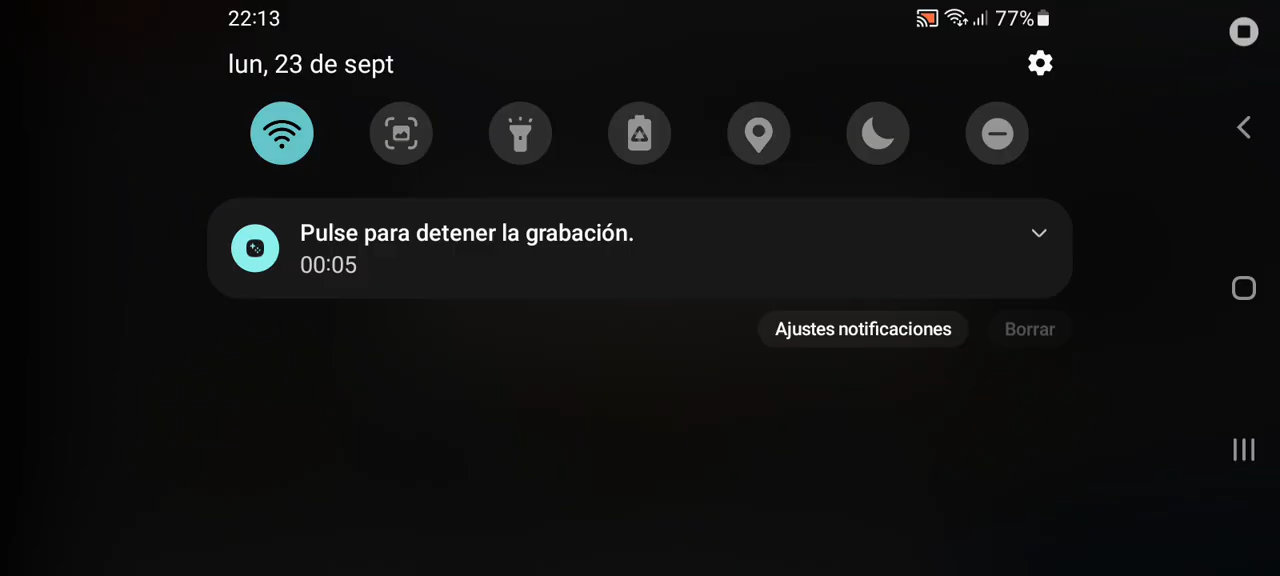 22:13
77%
lun, 23 de sept
Pulse para detener la grabación.
00:05
Ajustes notificaciones
Borrar